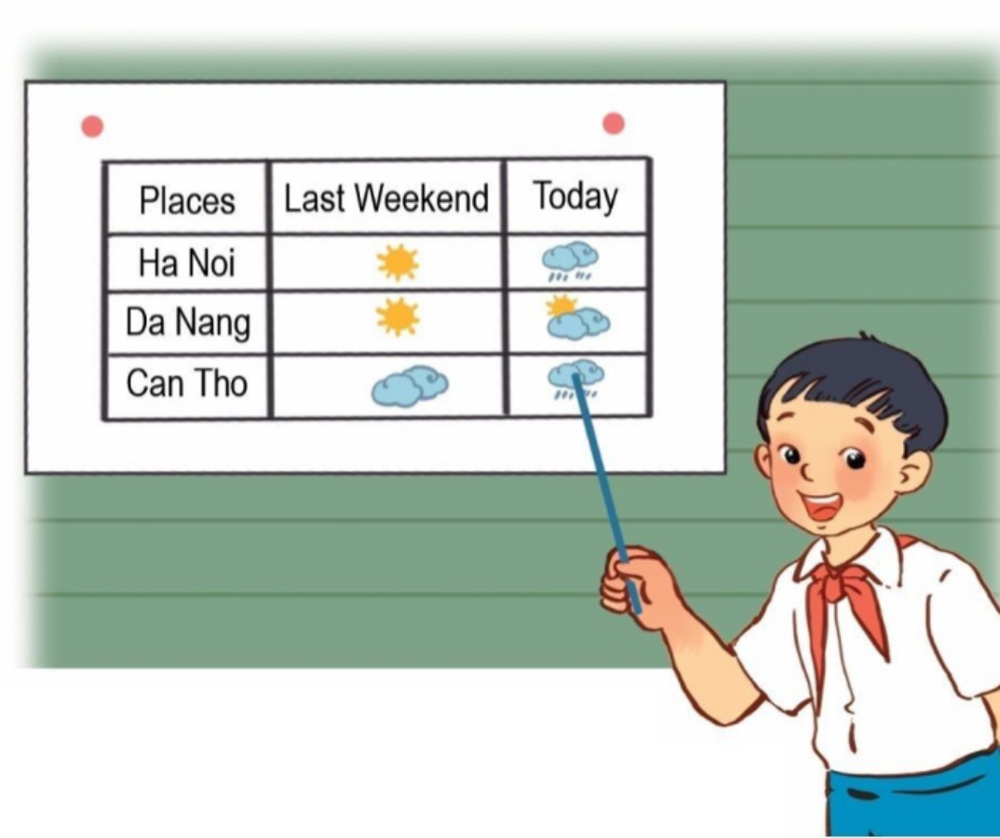 Places Last Weekend Today
Ha Noi
Da Nang
Can Tho